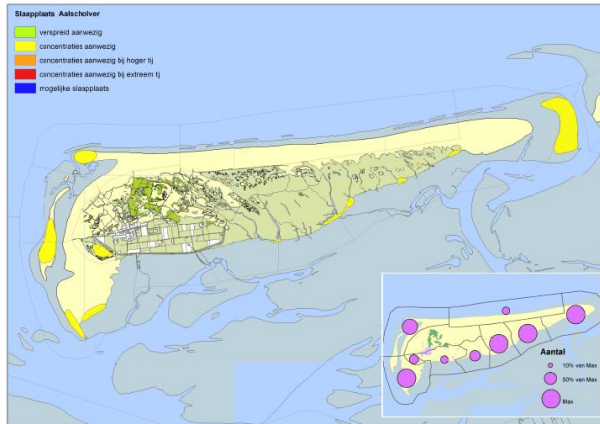 Slaapplaats Aalscholver
verspreid aanwezig
concentraties aanwezig
concentraties aanwezig bij hoger tij
concentraties aanwezig bij extreem tij
mogelijke slaapplaats
Aantal
10% van Max
50% van Max
Max